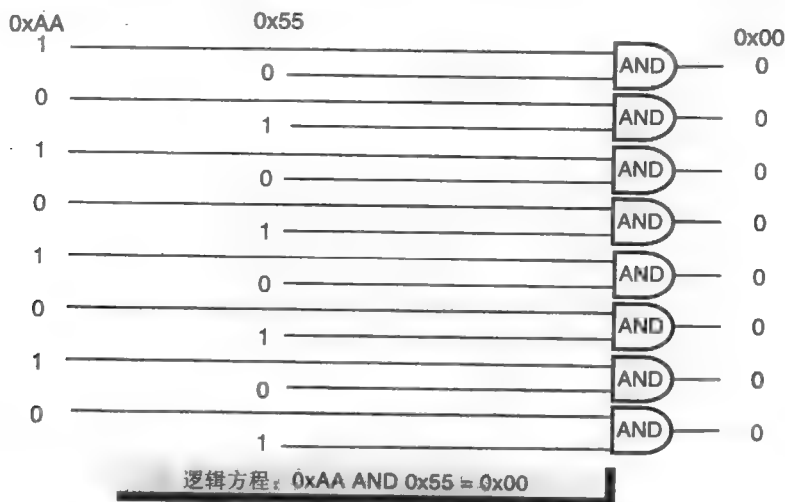 0xAA 0x55 0x00
1 AND 0
0
0 AND 0
1
1 AND 0
0
0 AND 0
1
1 AND 0
0
0 AND 0
1
1 AND 0
0
0 AND 0
1
逻辑方程：0xAA AND 0x55 = 0x00